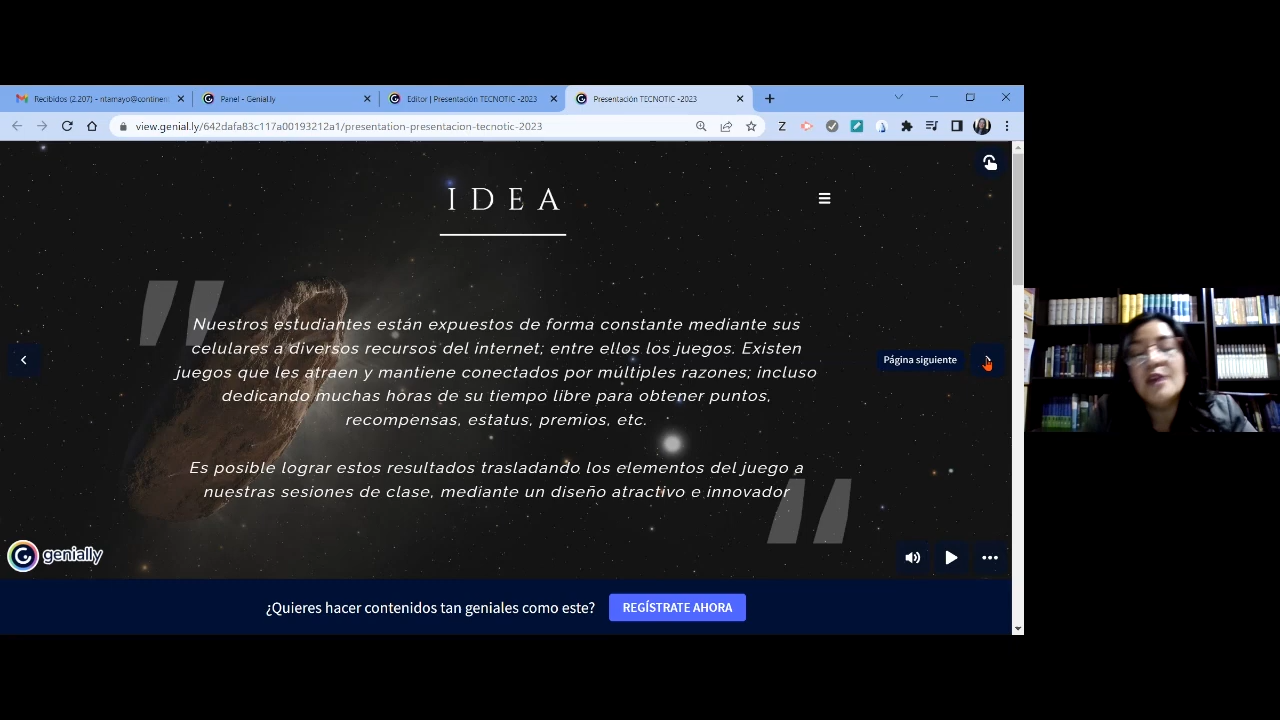 Recibidos (2.207) - ntamayo@contine
Panel - Genially
Editor | Presentación TECNOTIC -2023
Presentación TECNOTIC -2023
view.genial.ly/642dafa83c117a00193212a1/presentation-presentacion-tecnotic-2023
IDEA
"
Nuestros estudiantes están expuestos de forma constante mediante sus
celulares a diversos recursos del internet; entre ellos los juegos. Existen
juegos que les atraen y mantiene conectados por múltiples razones; incluso
dedicando muchas horas de su tiempo libre para obtener puntos,
recompensas, estatus, premios, etc.
Es posible lograr estos resultados trasladando los elementos del juego a
nuestras sesiones de clase, mediante un diseño atractivo e innovador
"
Página siguiente
genially
¿Quieres hacer contenidos tan geniales como este?
REGÍSTRATE AHORA